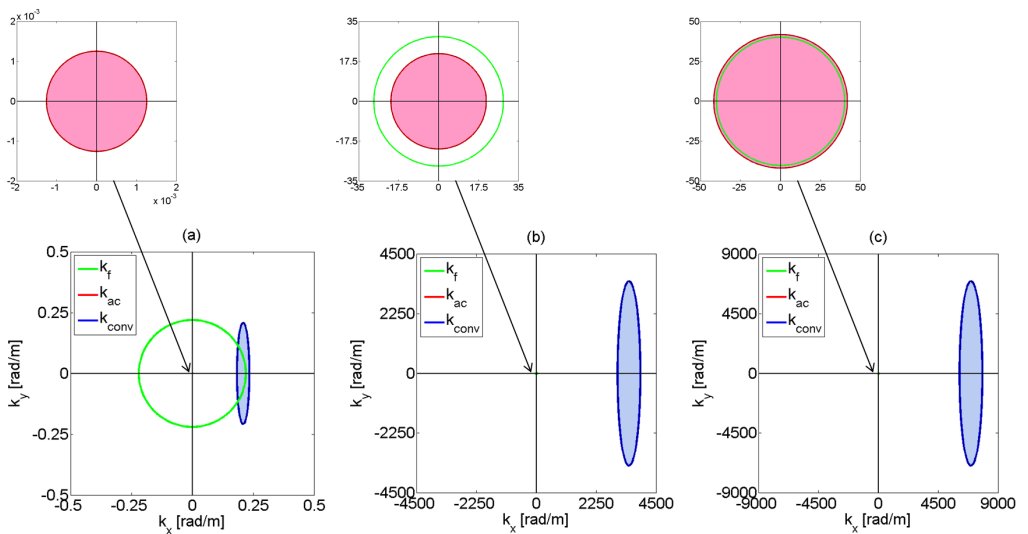 2 x 10^-3
1
0
-1
-2
-2 -1 0 1 2
x 10^-3
35
17.5
0
-17.5
-35
-35 -17.5 0 17.5 35
50
25
0
-25
-50
-50 -25 0 25 50
(a)
0.5
0.25
0
-0.25
-0.5
-0.5 -0.25 0 0.25 0.5
k_f
k_ac
k_conv
k_y [rad/m]
k_x [rad/m]
(b)
4500
2250
0
-2250
-4500
-4500 -2250 0 2250 4500
k_f
k_ac
k_conv
k_y [rad/m]
k_x [rad/m]
(c)
9000
4500
0
-4500
-9000
-9000 -4500 0 4500 9000
k_f
k_ac
k_conv
k_y [rad/m]
k_x [rad/m]